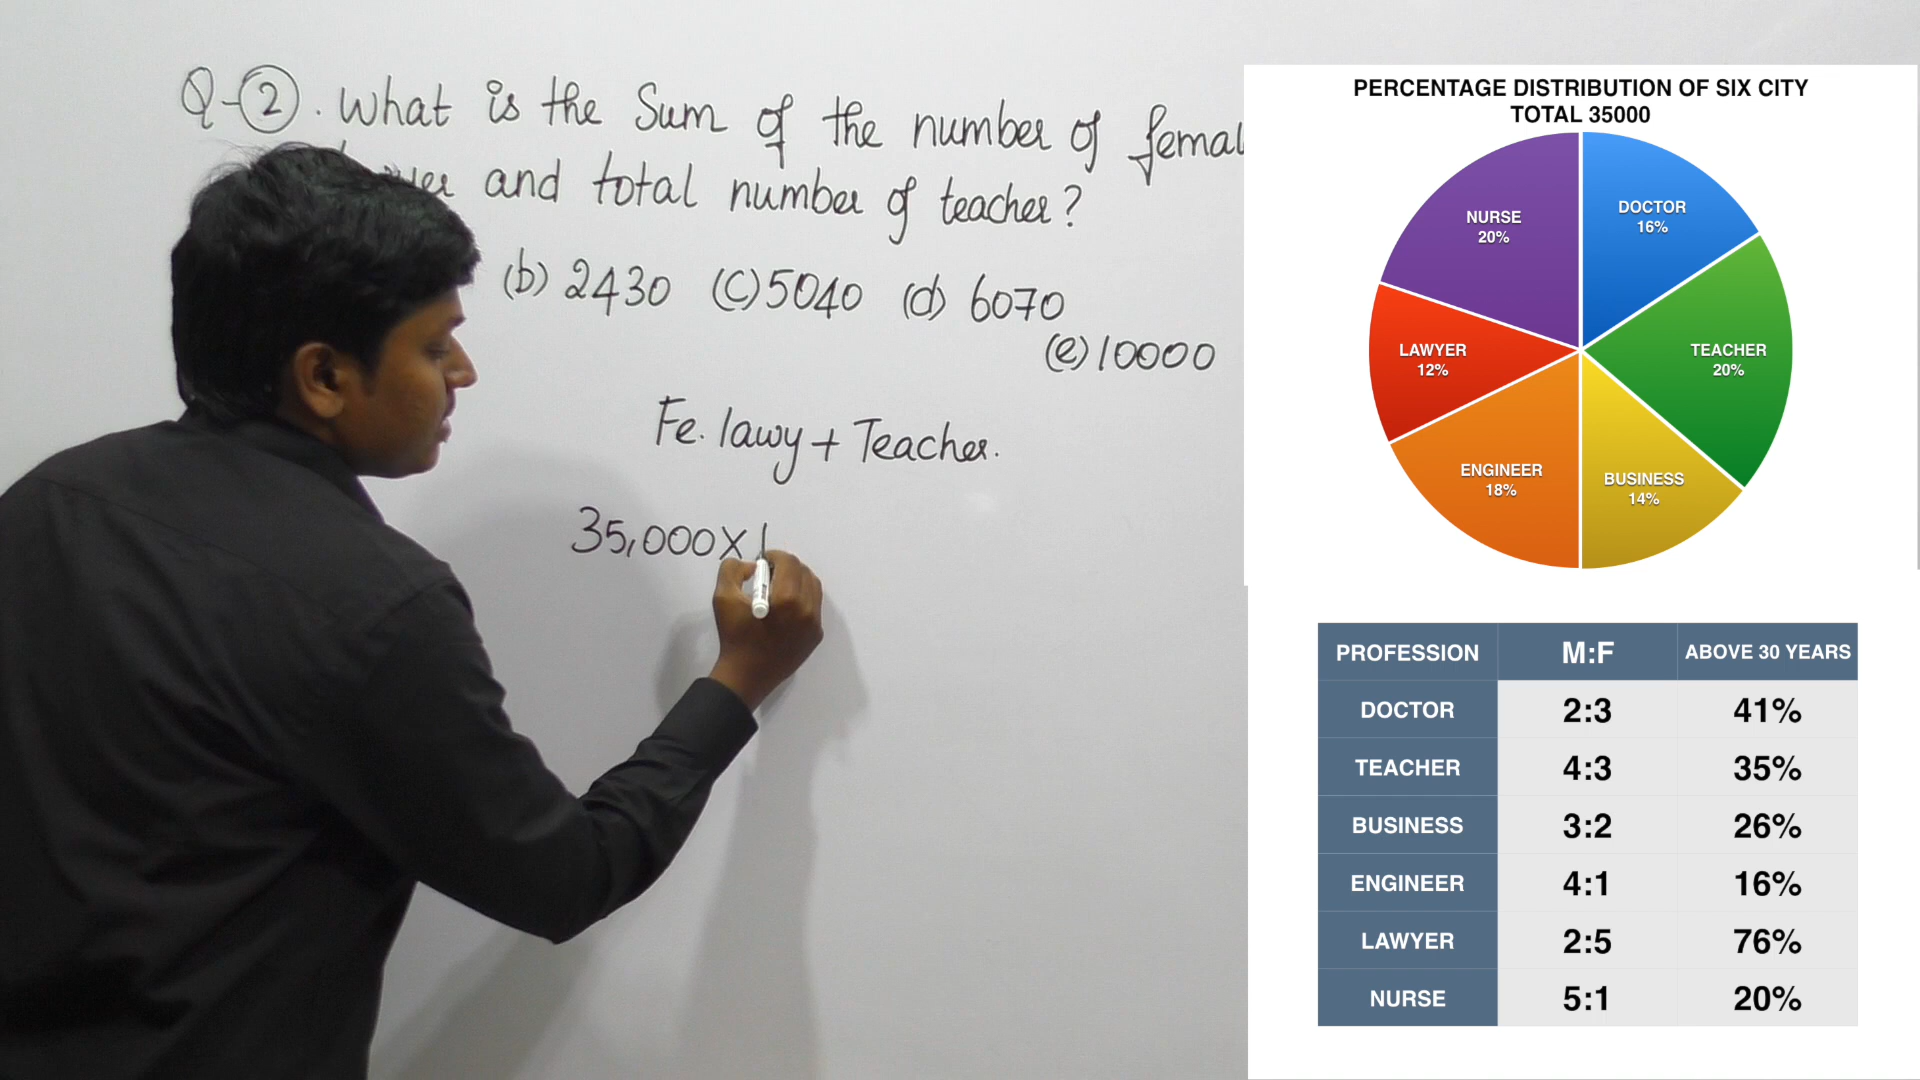 Q-2. What is the Sum of the number of femal
and total number of teacher?
(b) 2430 (c) 5040 (d) 6070
(e) 10000
Fe. lawy + Teacher.
35,000 X 1
PERCENTAGE DISTRIBUTION OF SIX CITY
TOTAL 35000
DOCTOR
16%
NURSE
20%
TEACHER
20%
LAWYER
12%
ENGINEER
18%
BUSINESS
14%
PROFESSION M:F ABOVE 30 YEARS
DOCTOR 2:3 41%
TEACHER 4:3 35%
BUSINESS 3:2 26%
ENGINEER 4:1 16%
LAWYER 2:5 76%
NURSE 5:1 20%